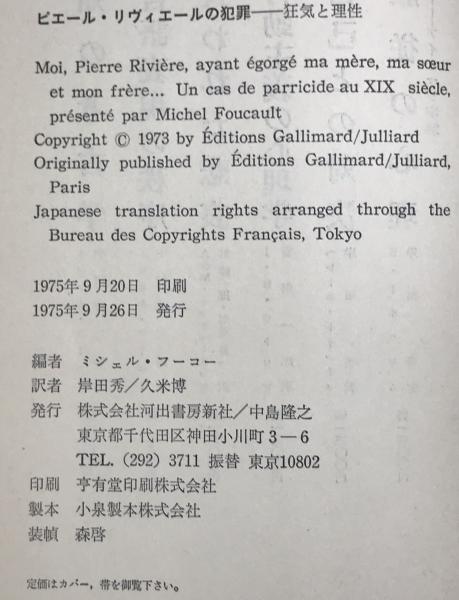 ピエール・リヴィエールの犯罪——狂気と理性
Moi, Pierre Rivière, ayant égorgé ma mère, ma sœur
et mon frère... Un cas de parricide au XIX siècle,
présenté par Michel Foucault
Copyright © 1973 by Éditions Gallimard/Julliard
Originally published by Éditions Gallimard/Julliard,
Paris
Japanese translation rights arranged through the
Bureau des Copyrights Français, Tokyo
1975年9月20日 印刷
1975年9月26日 発行
編者 ミシェル・フーコー
訳者 岸田秀/久米博
発行 株式会社河出書房新社/中島隆之
東京都千代田区神田小川町3—6
TEL. (292) 3711 振替 東京10802
印刷 亨有堂印刷株式会社
製本 小泉製本株式会社
装幀 森啓
定価はカバー,帯を御覧下さい。